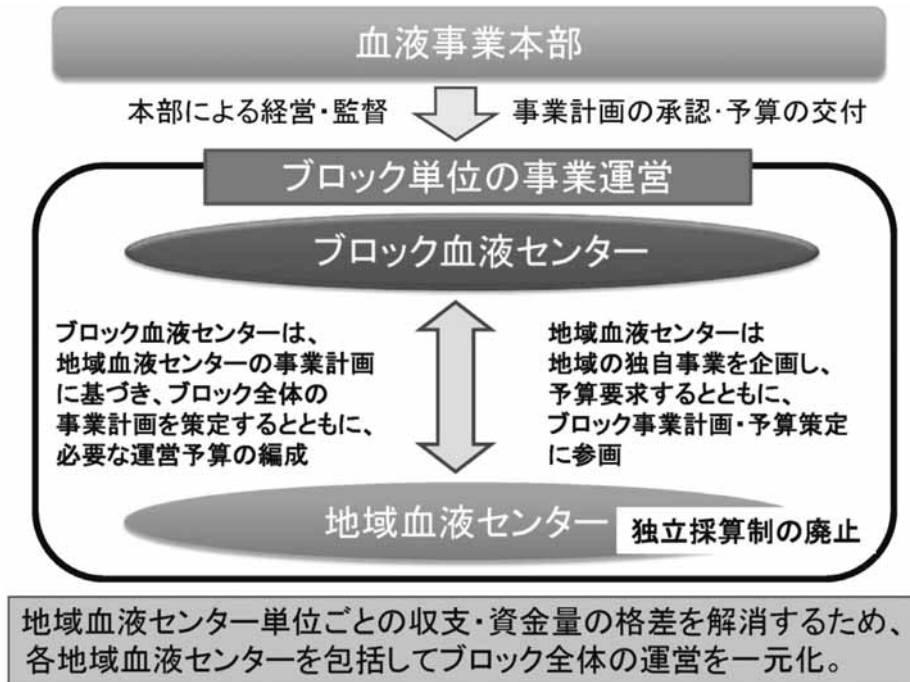 血液事業本部
本部による経営・監督
事業計画の承認・予算の交付
ブロック単位の事業運営
ブロック血液センター
ブロック血液センターは、
地域血液センターの事業計画
に基づき、ブロック全体の
事業計画を策定するとともに、
必要な運営予算の編成
地域血液センターは
地域の独自事業を企画し、
予算要求するとともに、
ブロック事業計画・予算策定
に参画
地域血液センター
独立採算制の廃止
地域血液センター単位ごとの収支・資金量の格差を解消するため、
各地域血液センターを包括してブロック全体の運営を一元化。